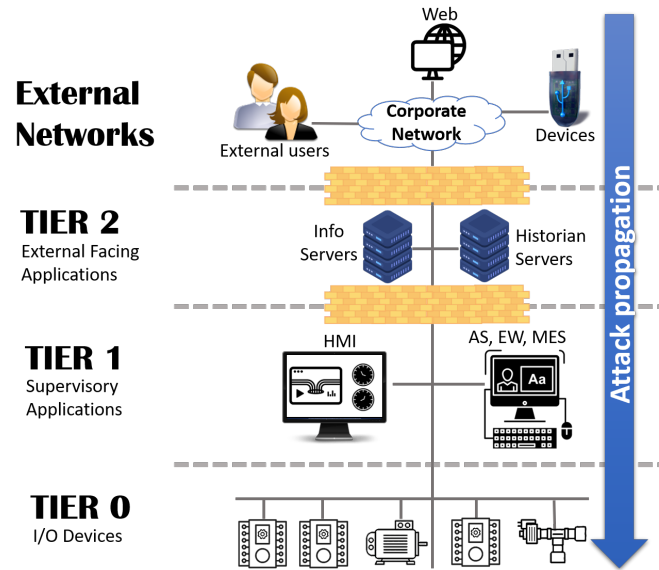 Web
External
Networks
Corporate
Network
External users
Devices
TIER 2
External Facing
Applications
Info
Servers
Historian
Servers
TIER 1
Supervisory
Applications
HMI
AS, EW, MES
Aa
TIER 0
I/O Devices
Attack propagation